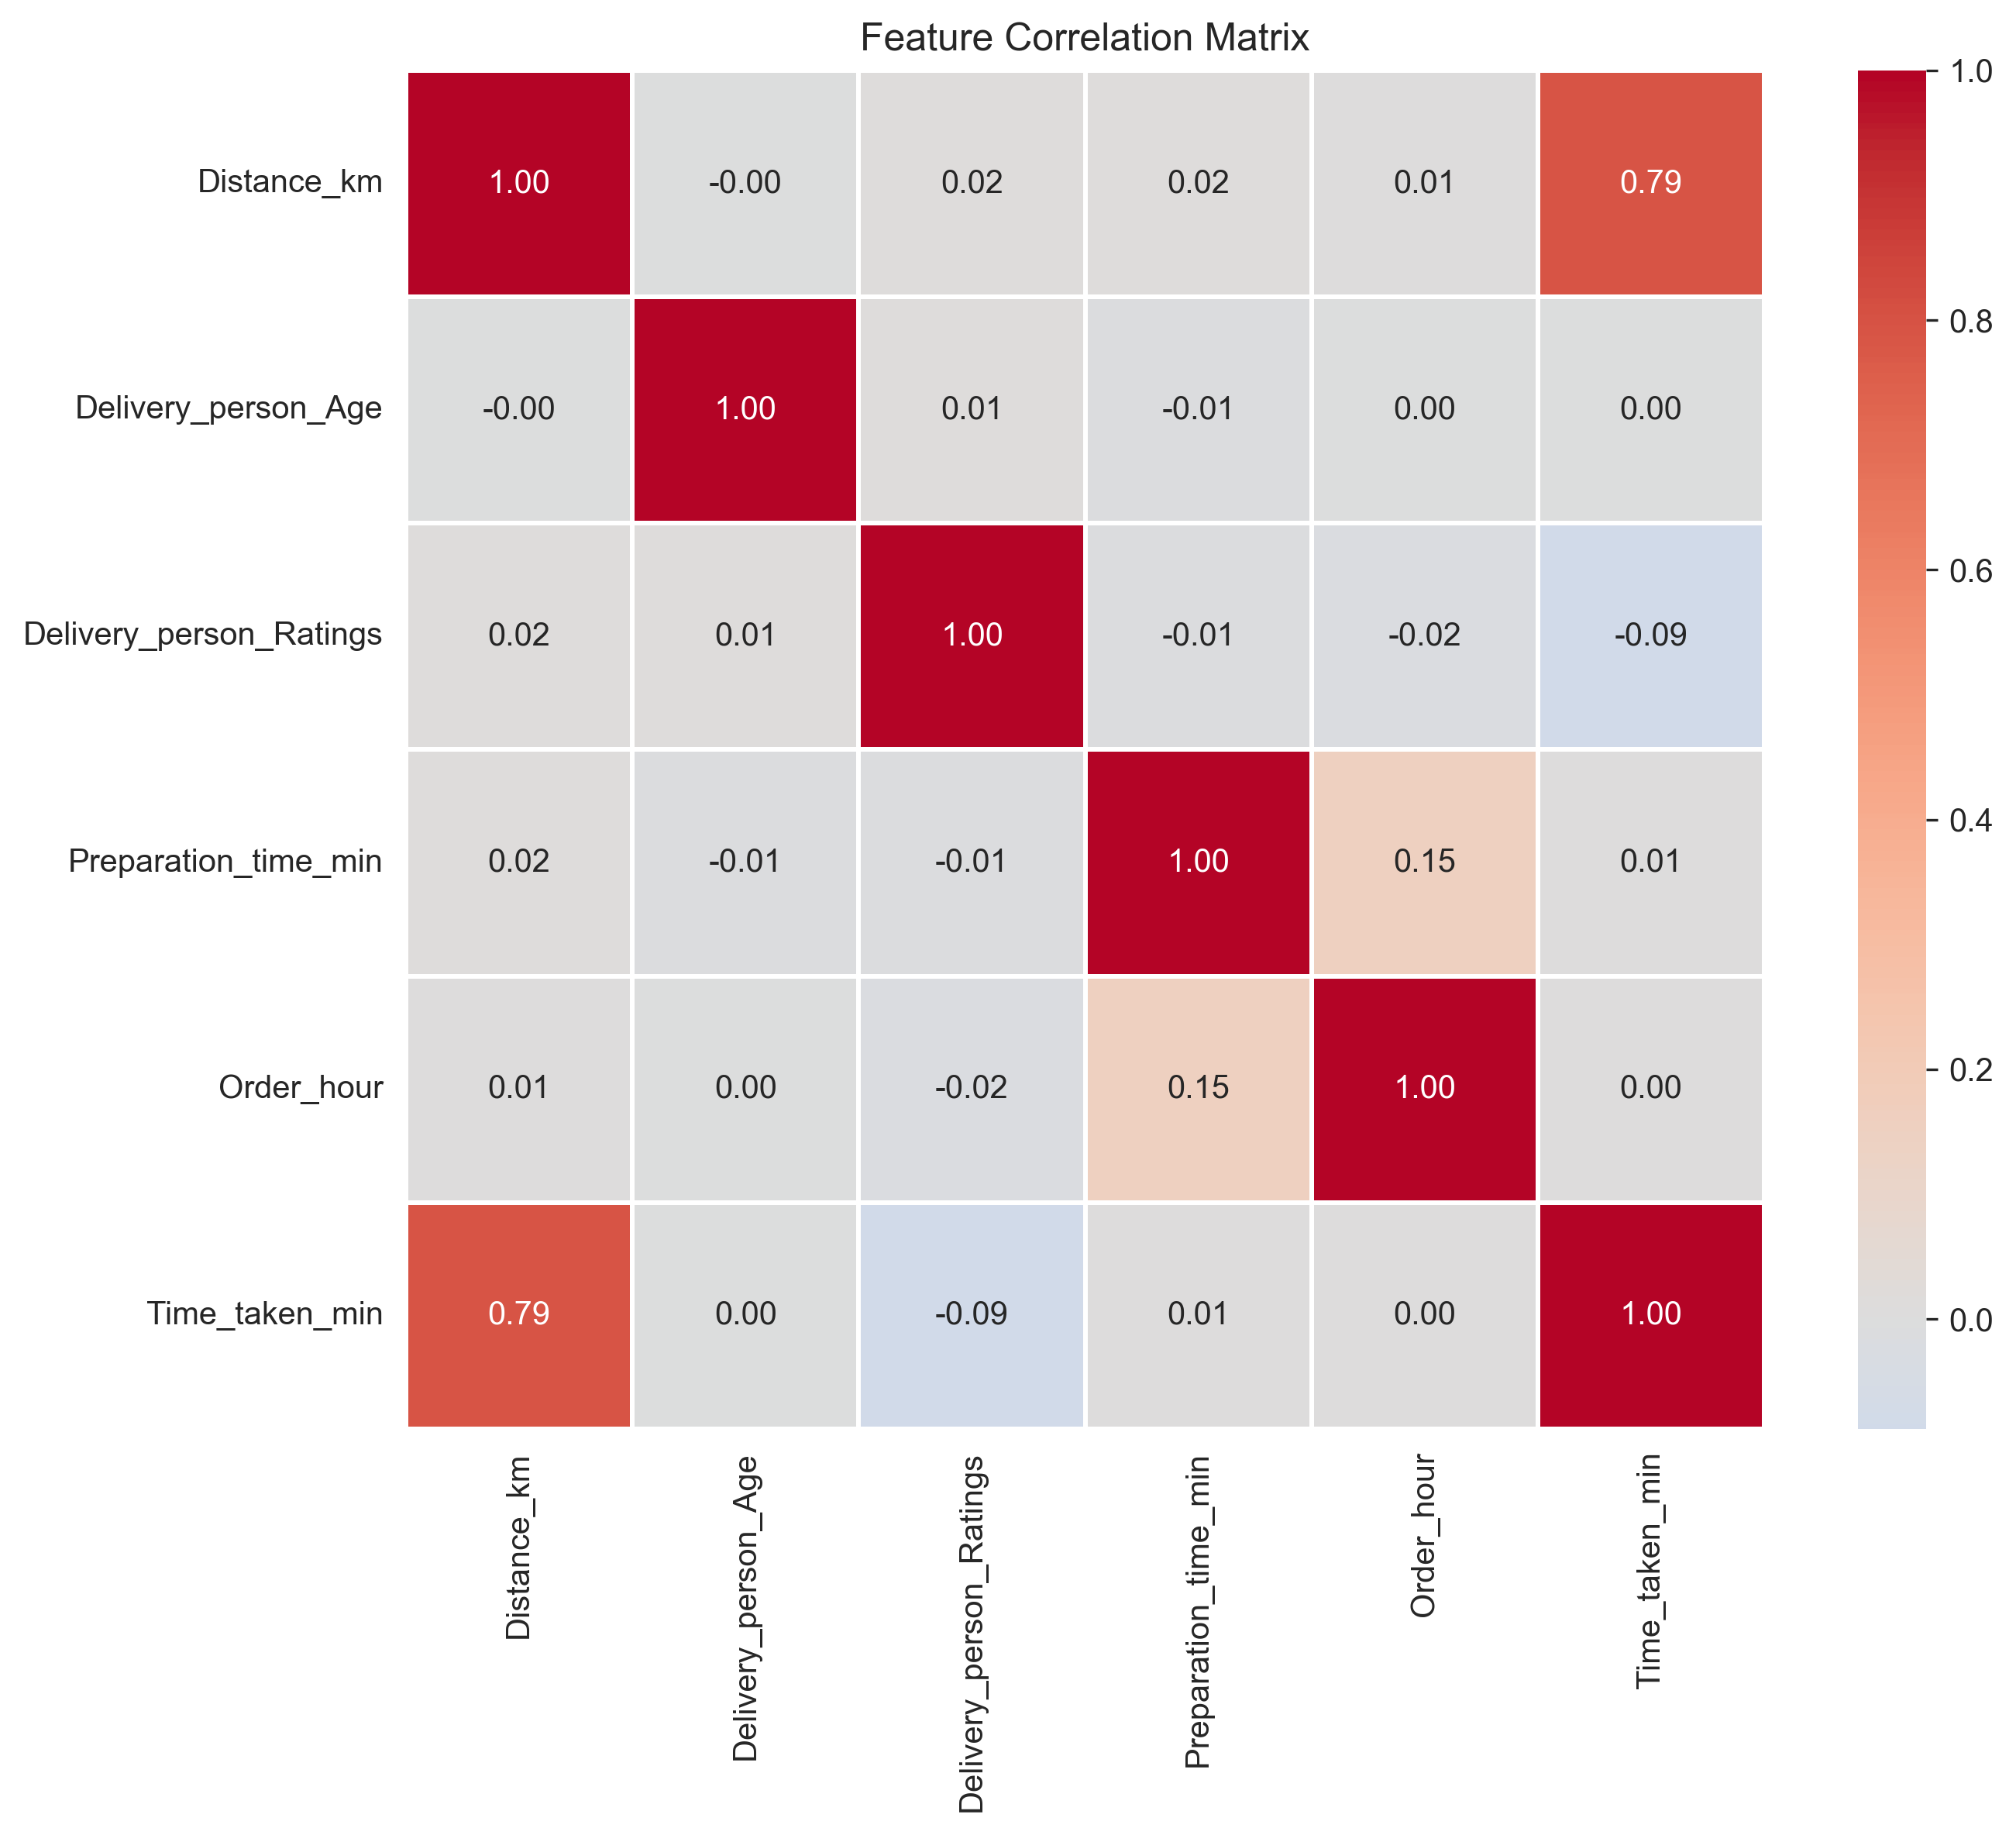 Feature Correlation Matrix
Distance_km 1.00 -0.00 0.02 0.02 0.01 0.79
Delivery_person_Age -0.00 1.00 0.01 -0.01 0.00 0.00
Delivery_person_Ratings 0.02 0.01 1.00 -0.01 -0.02 -0.09
Preparation_time_min 0.02 -0.01 -0.01 1.00 0.15 0.01
Order_hour 0.01 0.00 -0.02 0.15 1.00 0.00
Time_taken_min 0.79 0.00 -0.09 0.01 0.00 1.00
Distance_km
Delivery_person_Age
Delivery_person_Ratings
Preparation_time_min
Order_hour
Time_taken_min
1.0
0.8
0.6
0.4
0.2
0.0